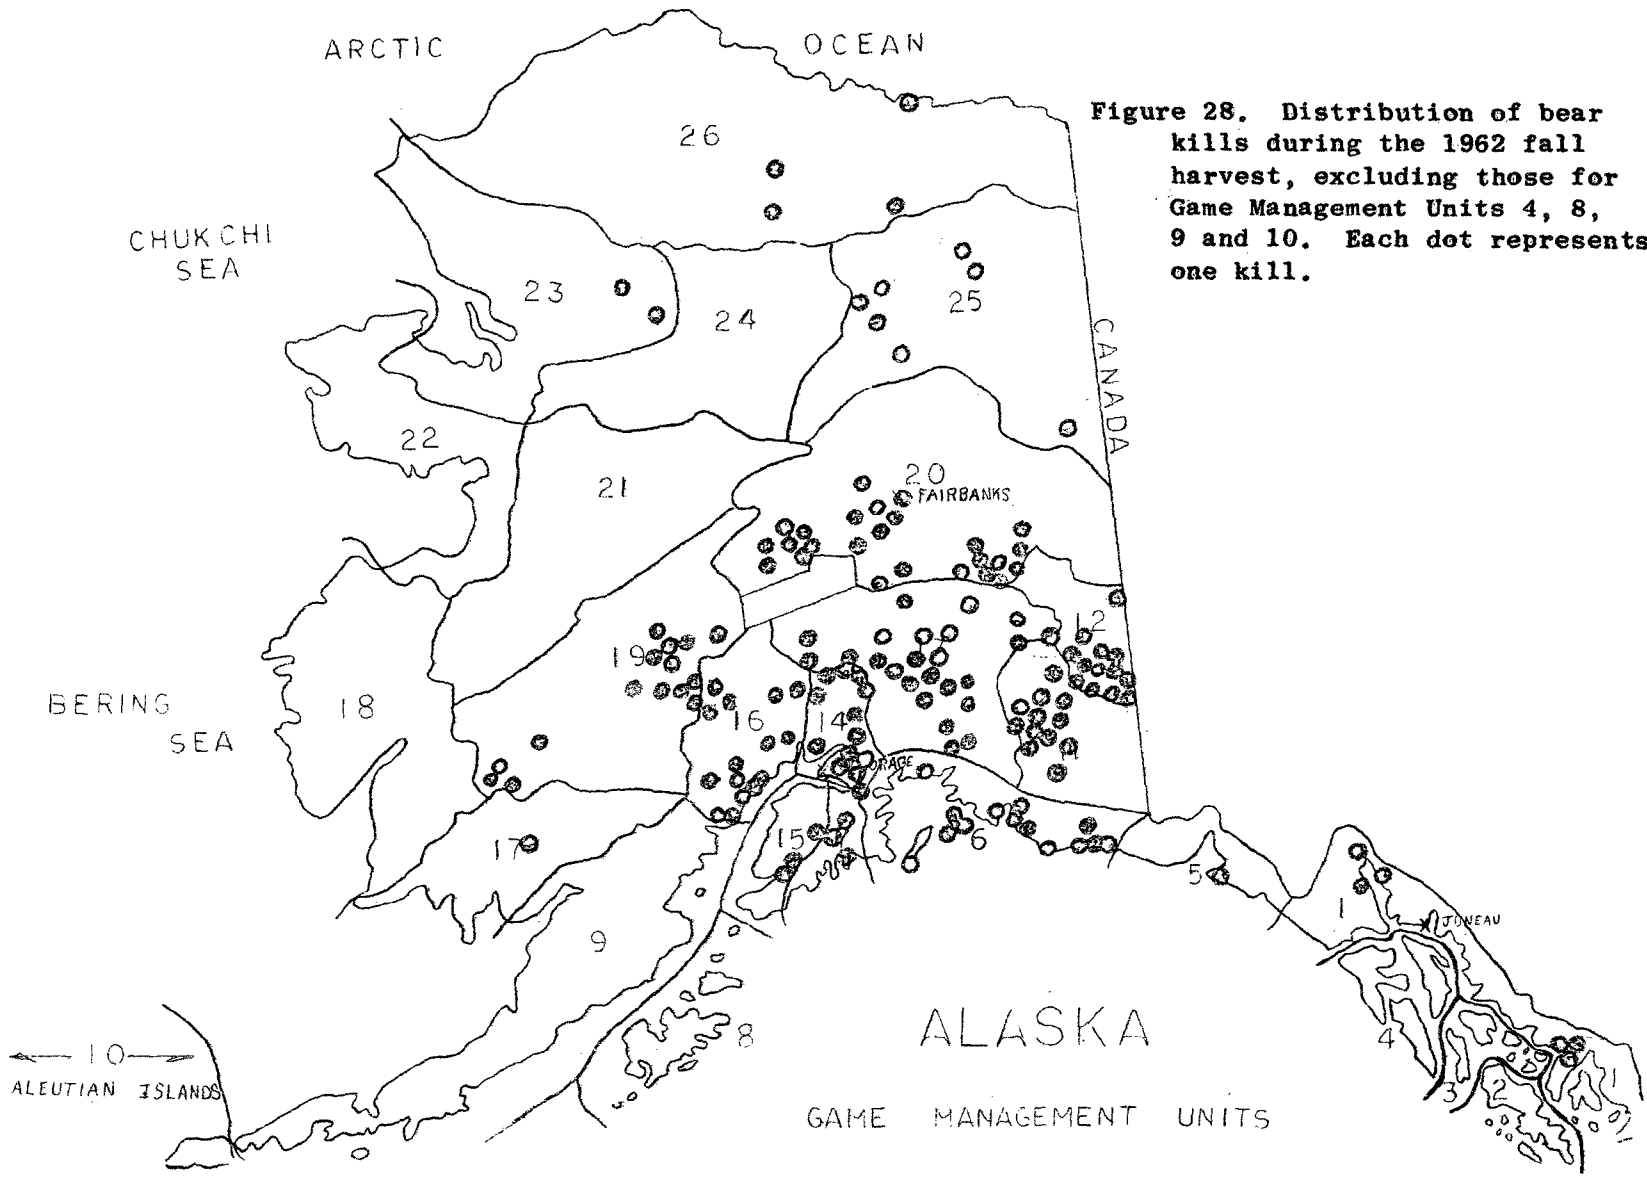 ARCTIC OCEAN
Figure 28. Distribution of bear
kills during the 1962 fall
harvest, excluding those for
Game Management Units 4, 8,
9 and 10. Each dot represents
one kill.
26
CHUKCHI
SEA
23
24
25
CANADA
22
21
20
FAIRBANKS
12
19
BERING
SEA
18
16
14
11
ORAGE
17
15
6
5
1
JUNEAU
9
8
ALASKA
4
10
ALEUTIAN ISLANDS
3
2
1
GAME MANAGEMENT UNITS